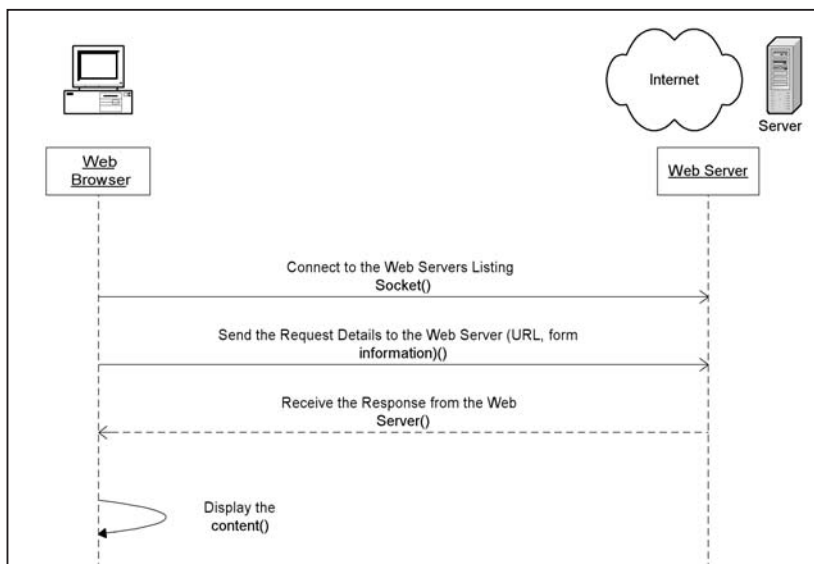 Internet
Server
Web
Browser
Web Server
Connect to the Web Servers Listing
Socket()
Send the Request Details to the Web Server (URL, form
information)()
Receive the Response from the Web
Server()
Display the
content()